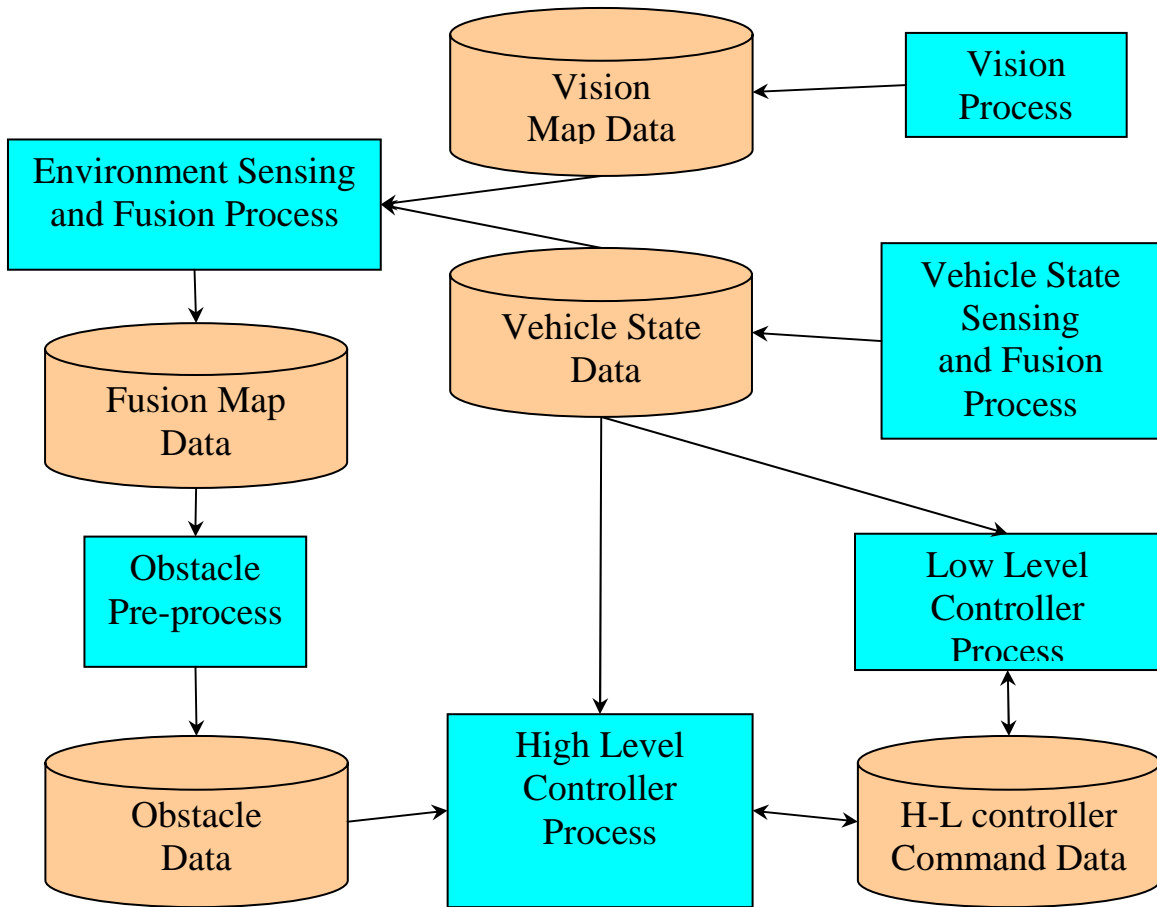 Vision
Map Data
Vision
Process
Environment Sensing
and Fusion Process
Vehicle State
Data
Vehicle State
Sensing
and Fusion
Process
Fusion Map
Data
Obstacle
Pre-process
Low Level
Controller
Process
Obstacle
Data
High Level
Controller
Process
H-L controller
Command Data